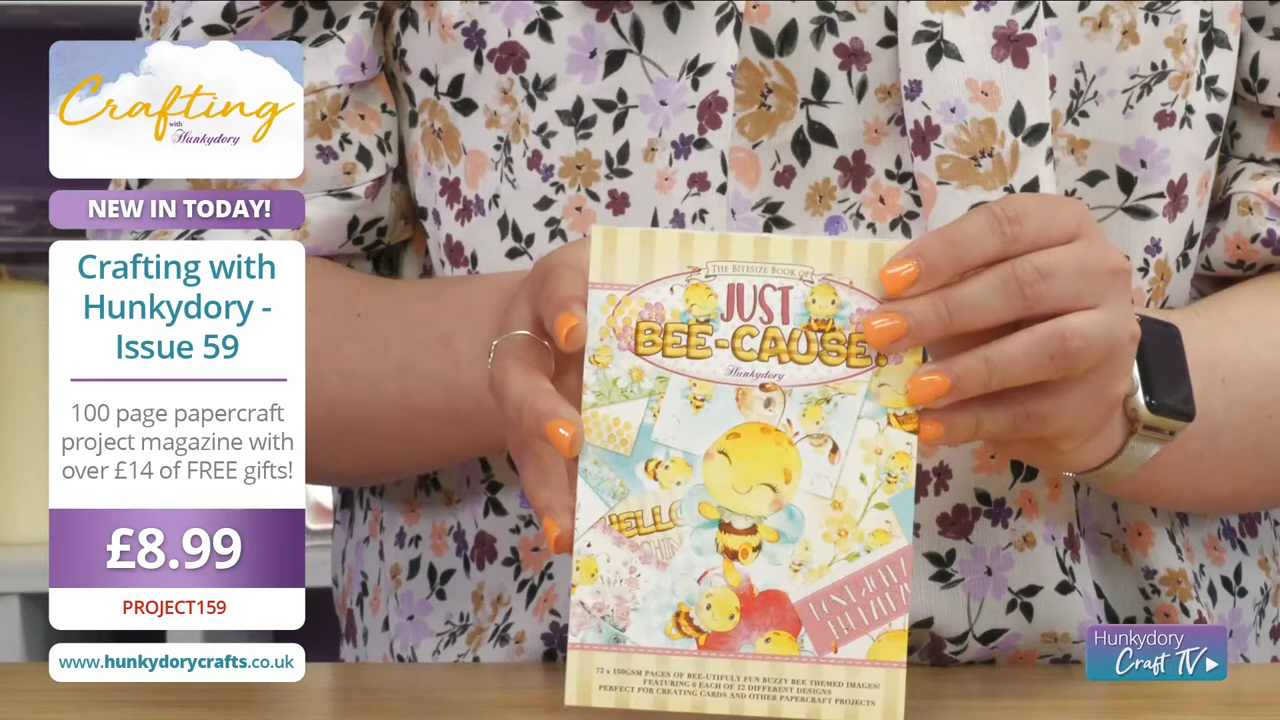 Crafting
with
Hunkydory
NEW IN TODAY!
Crafting with
Hunkydory -
Issue 59
100 page papercraft
project magazine with
over £14 of FREE gifts!
£8.99
PROJECT159
www.hunkydorycrafts.co.uk
THE BITESIZE BOOK OF
JUST
BEE-CAUSE!
Hunkydory
HELLO
72 x 150GSM PAGES OF BEE-UTIFULY FUN BUZZY BEE THEMED IMAGES!
FEATURING 6 EACH OF 12 DIFFERENT DESIGNS
PERFECT FOR CREATING CARDS AND OTHER PAPERCRAFT PROJECTS
Hunkydory
Craft TV